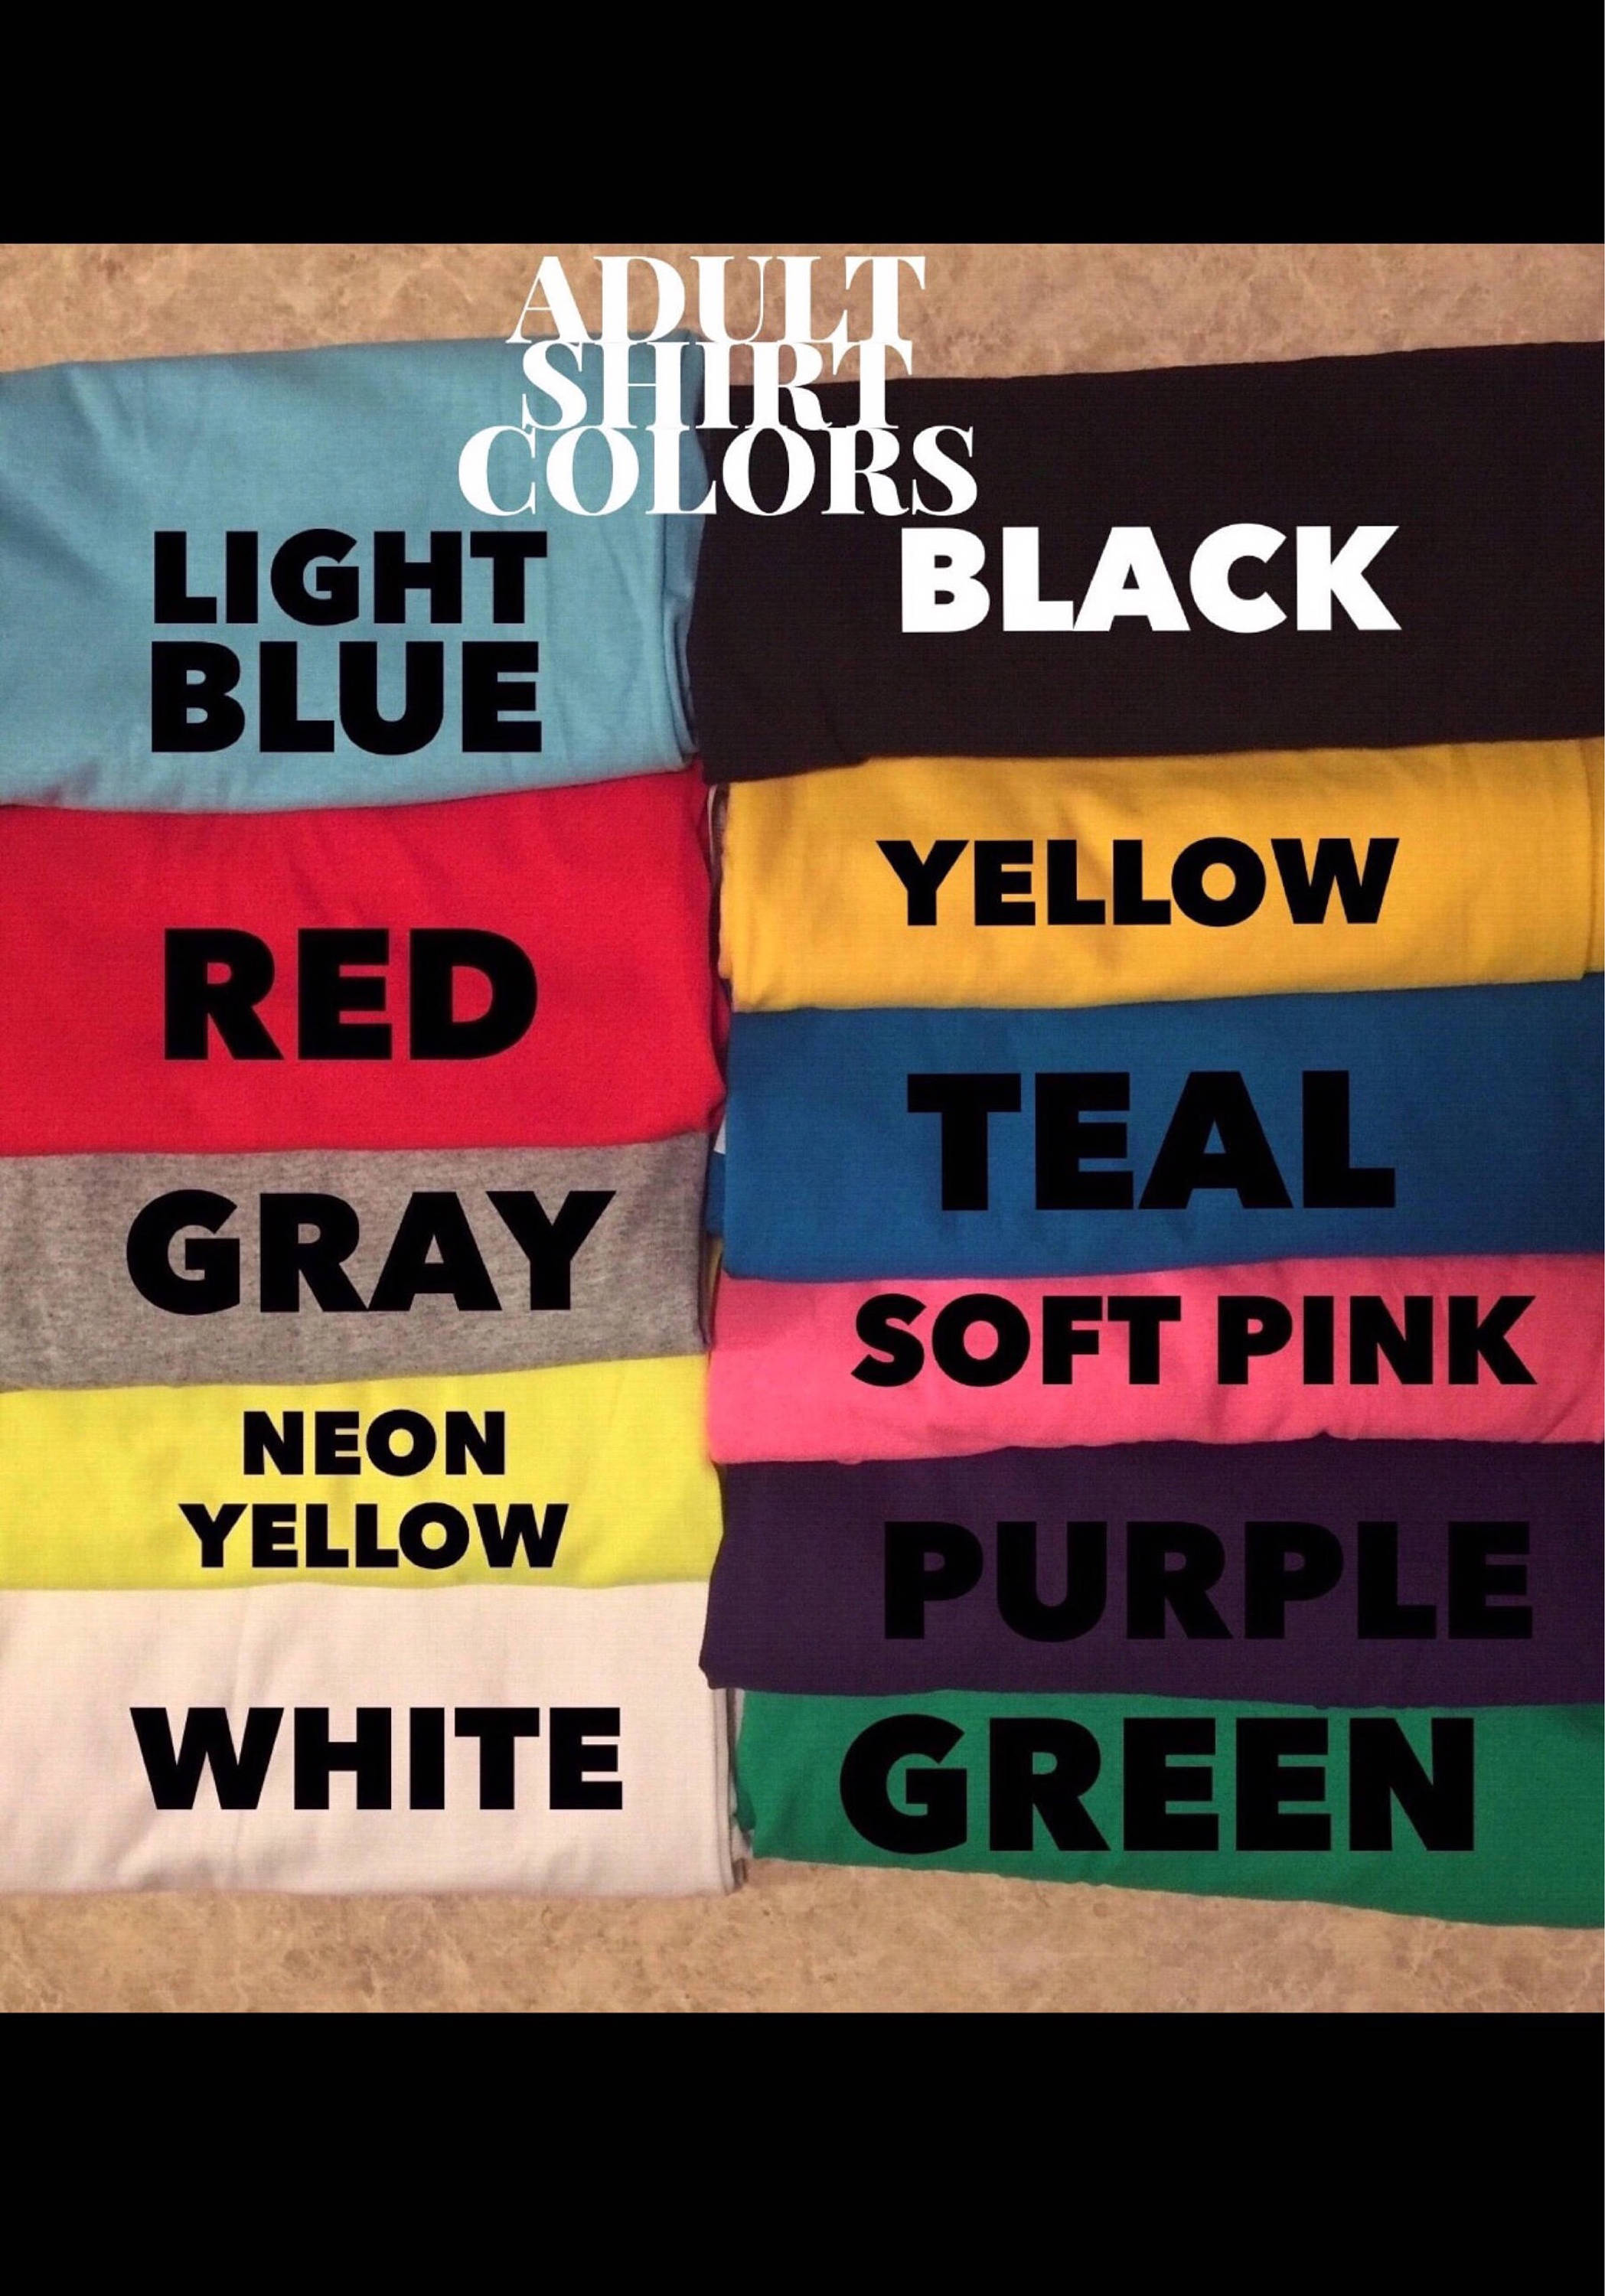 ADULT
SHIRT
COLORS
LIGHT
BLUE
RED
GRAY
NEON
YELLOW
WHITE
BLACK
YELLOW
TEAL
SOFT PINK
PURPLE
GREEN